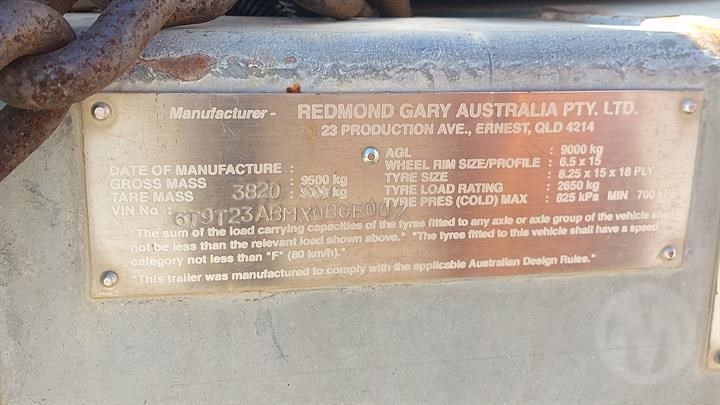 Manufacturer - REDMOND GARY AUSTRALIA PTY. LTD.
23 PRODUCTION AVE., ERNEST, QLD 4214
DATE OF MANUFACTURE :
GROSS MASS : 9500 kg
TARE MASS 3820 : kg
VIN No :
AGL : 9000 kg
WHEEL RIM SIZE/PROFILE : 6.5 x 15
TYRE SIZE : 8.25 x 15 x 18 PLY
TYRE LOAD RATING : 2650 kg
TYRE PRES (COLD) MAX : 825 kPa MIN 700 kPa
"The sum of the load carrying capacities of the tyres fitted to any axle or axle group of the vehicle shall
not be less than the relevant load shown above." "The tyres fitted to this vehicle shall have a speed
category not less than "F" (80 km/h)."
"This trailer was manufactured to comply with the applicable Australian Design Rules."